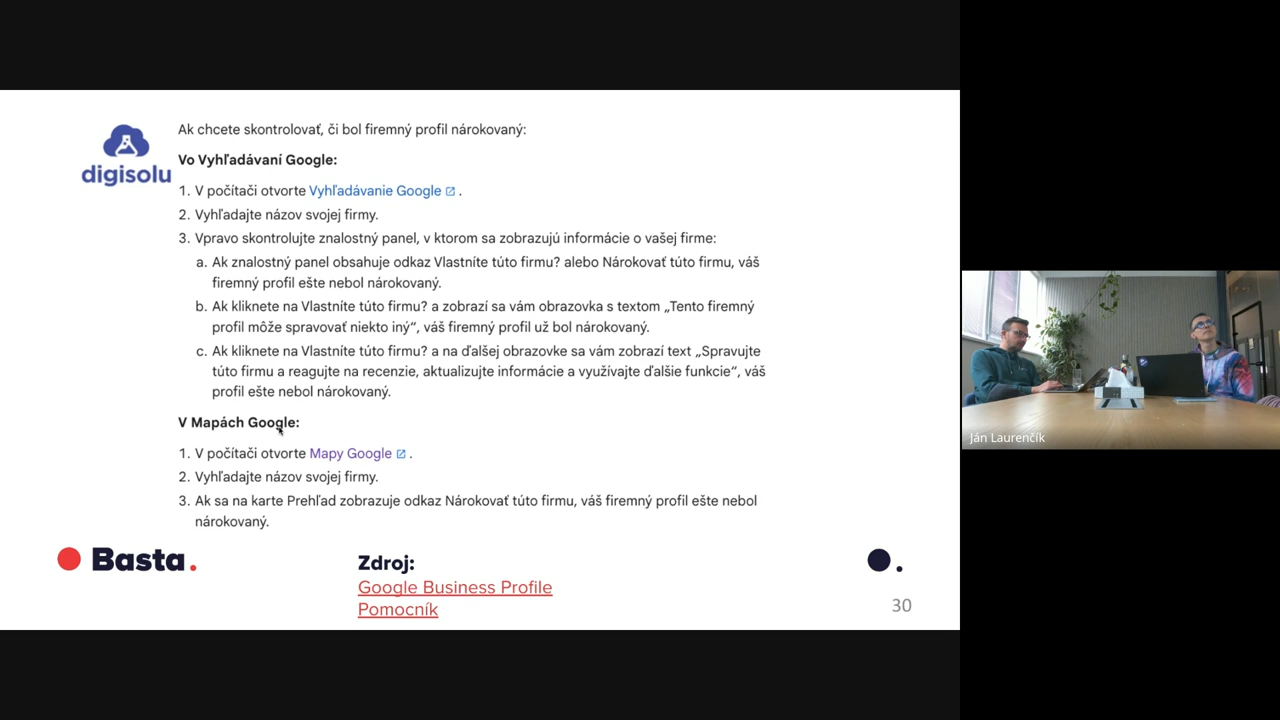 digisolu
Ak chcete skontrolovať, či bol firemný profil nárokovaný:
Vo Vyhľadávaní Google:
1. V počítači otvorte Vyhľadávanie Google .
2. Vyhľadajte názov svojej firmy.
3. Vpravo skontrolujte znalostný panel, v ktorom sa zobrazujú informácie o vašej firme:
a. Ak znalostný panel obsahuje odkaz Vlastníte túto firmu? alebo Nárokovať túto firmu, váš
firemný profil ešte nebol nárokovaný.
b. Ak kliknete na Vlastníte túto firmu? a zobrazí sa vám obrazovka s textom „Tento firemný
profil môže spravovať niekto iný“, váš firemný profil už bol nárokovaný.
c. Ak kliknete na Vlastníte túto firmu? a na ďalšej obrazovke sa vám zobrazí text „Spravujte
túto firmu a reagujte na recenzie, aktualizujte informácie a využívajte ďalšie funkcie“, váš
profil ešte nebol nárokovaný.
V Mapách Google:
1. V počítači otvorte Mapy Google .
2. Vyhľadajte názov svojej firmy.
3. Ak sa na karte Prehľad zobrazuje odkaz Nárokovať túto firmu, váš firemný profil ešte nebol
nárokovaný.
Basta.
Zdroj:
Google Business Profile
Pomocník
30
Ján Laurenčík